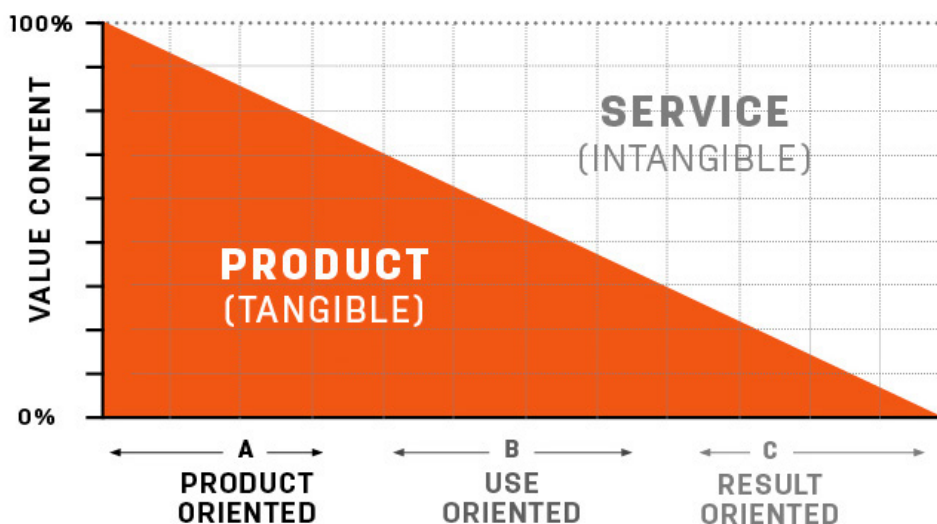 100%
VALUE CONTENT
SERVICE
(INTANGIBLE)
PRODUCT
(TANGIBLE)
0%
A
PRODUCT
ORIENTED
B
USE
ORIENTED
C
RESULT
ORIENTED